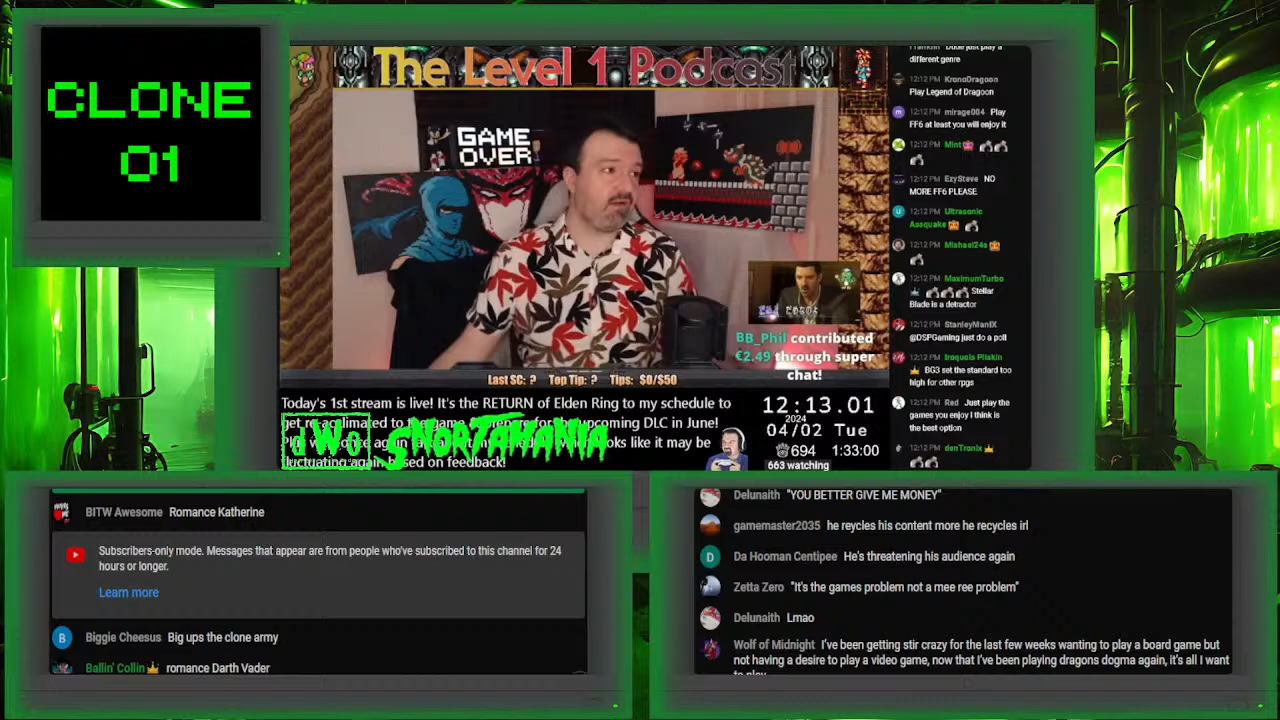 CLONE
01
The Level 1 Podcast
GAME
OVER
BB_Phil contributed
€2.49 through super
chat!
Last SC: ? Top Tip: ? Tips: $0/$50
Today's 1st stream is live! It's the RETURN of Elden Ring to my schedule to
upcoming DLC in June!
looks like it may be
fluctuating again based on feedback!
dWo SNORTAMANIA
12:13.01
2024
04/02 Tue
694 1:33:00
663 watching
Franklin Dude just play a
different genre
12:12 PM KronoDragoon
Play Legend of Dragoon
12:12 PM mirage004 Play
FF6 at least you will enjoy it
12:12 PM Mint
12:12 PM EzySteve NO
MORE FF6 PLEASE
12:12 PM Ultrasonic
Assquake
12:12 PM Mishael24s
12:12 PM MaximumTurbo
Stellar
Blade is a detractor
12:12 PM StanleyManiX
@DSPGaming just do a poll
12:12 PM Iroquois Pliskin
BG3 set the standard too
high for other rpgs
12:12 PM Red Just play the
games you enjoy I think is
the best option
12:12 PM denTronix
BITW Awesome Romance Katherine
Subscribers-only mode. Messages that appear are from people who've subscribed to this channel for 24
hours or longer.
Learn more
B Biggie Cheesus Big ups the clone army
Ballin' Collin romance Darth Vader
Delunaith "YOU BETTER GIVE ME MONEY"
gamemaster2035 he reycles his content more he recycles irl
D Da Hooman Centipee He's threatening his audience again
Zetta Zero "It's the games problem not a mee ree problem"
Delunaith Lmao
Wolf of Midnight I've been getting stir crazy for the last few weeks wanting to play a board game but
not having a desire to play a video game, now that I've been playing dragons dogma again, it's all I want
to play